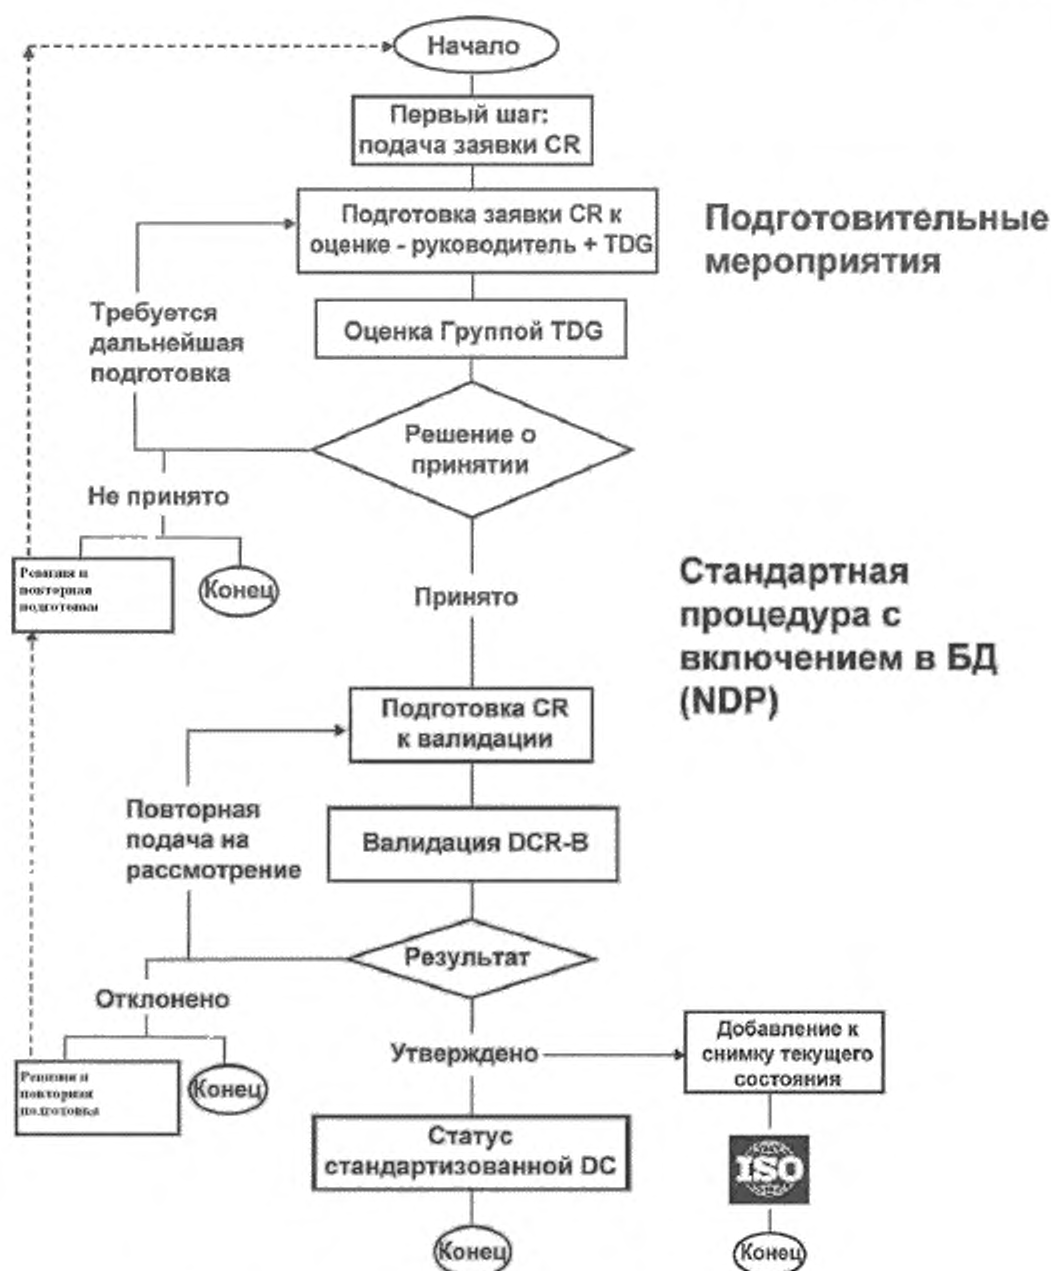 Начало
Первый шаг:
подача заявки CR
Подготовка заявки CR к
оценке - руководитель + TDG
Подготовительные
мероприятия
Требуется
дальнейшая
подготовка
Оценка Группой TDG
Решение о
принятии
Не принято
повторная
подготовка
Конец
Принято
Стандартная
процедура с
включением в БД
(NDP)
Подготовка CR
к валидации
Повторная
подача на
рассмотрение
Валидация DCR-B
Результат
Отклонено
повторная
подготовка
Конец
Утверждено
Добавление к
снимку текущего
состояния
Статус
стандартизованной DC
ISO
Конец
Конец